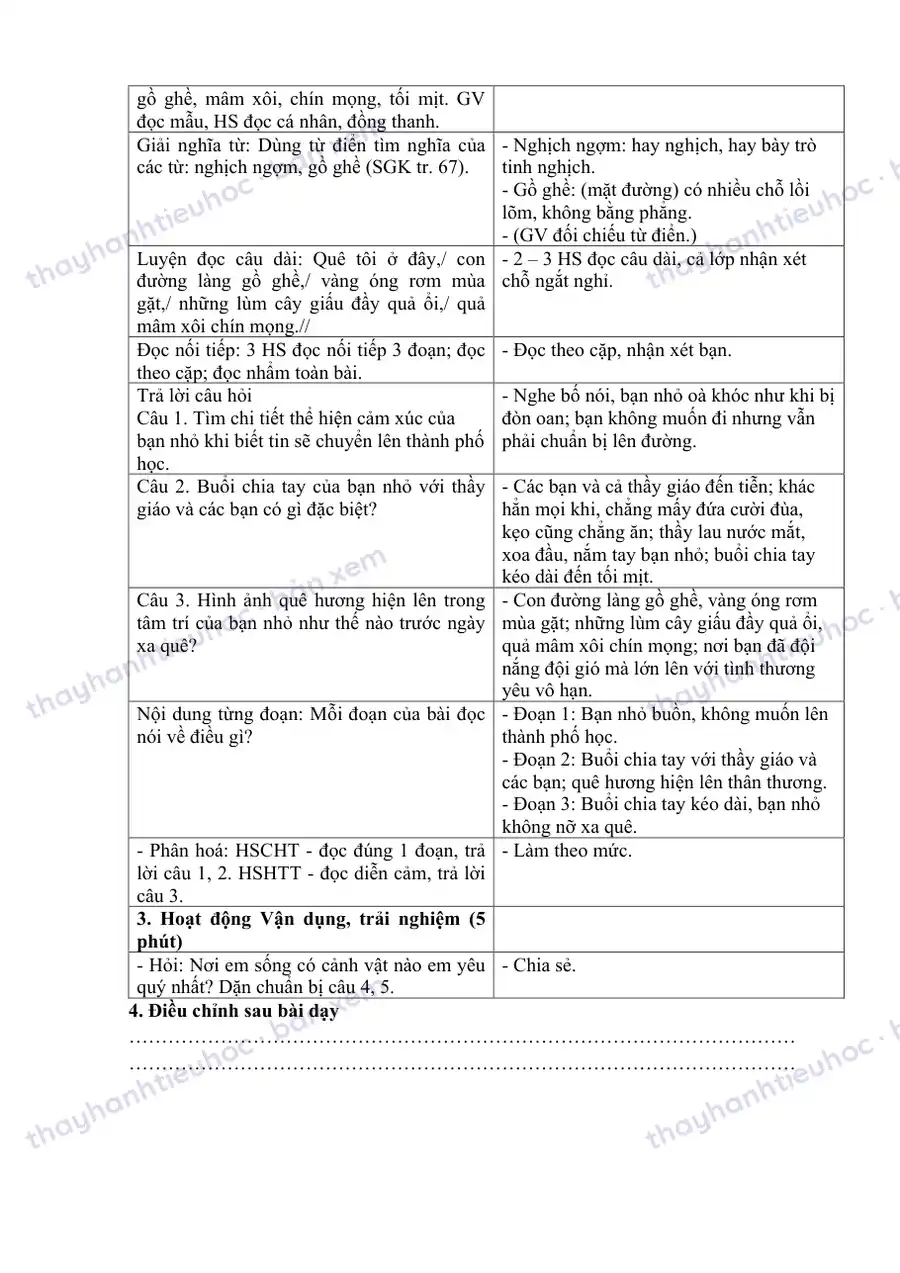 gồ ghề, mâm xôi, chín mọng, tối mịt. GV
đọc mẫu, HS đọc cá nhân, đồng thanh.
Giải nghĩa từ: Dùng từ điển tìm nghĩa của
các từ: nghịch ngợm, gồ ghề (SGK tr. 67).
- Nghịch ngợm: hay nghịch, hay bày trò
tinh nghịch.
- Gồ ghề: (mặt đường) có nhiều chỗ lồi
lõm, không bằng phẳng.
- (GV đối chiếu từ điển.)
Luyện đọc câu dài: Quê tôi ở đây,/ con
đường làng gồ ghề,/ vàng óng rơm mùa
gặt,/ những lùm cây giấu đầy quả ổi,/ quả
mâm xôi chín mọng.//
- 2 – 3 HS đọc câu dài, cả lớp nhận xét
chỗ ngắt nghỉ.
Đọc nối tiếp: 3 HS đọc nối tiếp 3 đoạn; đọc
theo cặp; đọc nhẩm toàn bài.
- Đọc theo cặp, nhận xét bạn.
Trả lời câu hỏi
Câu 1. Tìm chi tiết thể hiện cảm xúc của
bạn nhỏ khi biết tin sẽ chuyển lên thành phố
học.
- Nghe bố nói, bạn nhỏ oà khóc như khi bị
đòn oan; bạn không muốn đi nhưng vẫn
phải chuẩn bị lên đường.
Câu 2. Buổi chia tay của bạn nhỏ với thầy
giáo và các bạn có gì đặc biệt?
- Các bạn và cả thầy giáo đến tiễn; khác
hẳn mọi khi, chẳng mấy đứa cười đùa,
kẹo cũng chẳng ăn; thầy lau nước mắt,
xoa đầu, nắm tay bạn nhỏ; buổi chia tay
kéo dài đến tối mịt.
Câu 3. Hình ảnh quê hương hiện lên trong
tâm trí của bạn nhỏ như thế nào trước ngày
xa quê?
- Con đường làng gồ ghề, vàng óng rơm
mùa gặt; những lùm cây giấu đầy quả ổi,
quả mâm xôi chín mọng; nơi bạn đã đội
nắng đội gió mà lớn lên với tình thương
yêu vô hạn.
Nội dung từng đoạn: Mỗi đoạn của bài đọc
nói về điều gì?
- Đoạn 1: Bạn nhỏ buồn, không muốn lên
thành phố học.
- Đoạn 2: Buổi chia tay với thầy giáo và
các bạn; quê hương hiện lên thân thương.
- Đoạn 3: Buổi chia tay kéo dài, bạn nhỏ
không nỡ xa quê.
- Phân hoá: HSCHT - đọc đúng 1 đoạn, trả
lời câu 1, 2. HSHTT - đọc diễn cảm, trả lời
câu 3.
- Làm theo mức.
3. Hoạt động Vận dụng, trải nghiệm (5
phút)
- Hỏi: Nơi em sống có cảnh vật nào em yêu
quý nhất? Dặn chuẩn bị câu 4, 5.
- Chia sẻ.
4. Điều chỉnh sau bài dạy
thayhanhtieuhoc · bản xem
thayhanhtieuhoc · b
thayhanhtieuhoc · bản xem
thayhanhtieuhoc · b
thayhanhtieuhoc · bản xem
thayhanhtieuhoc · b